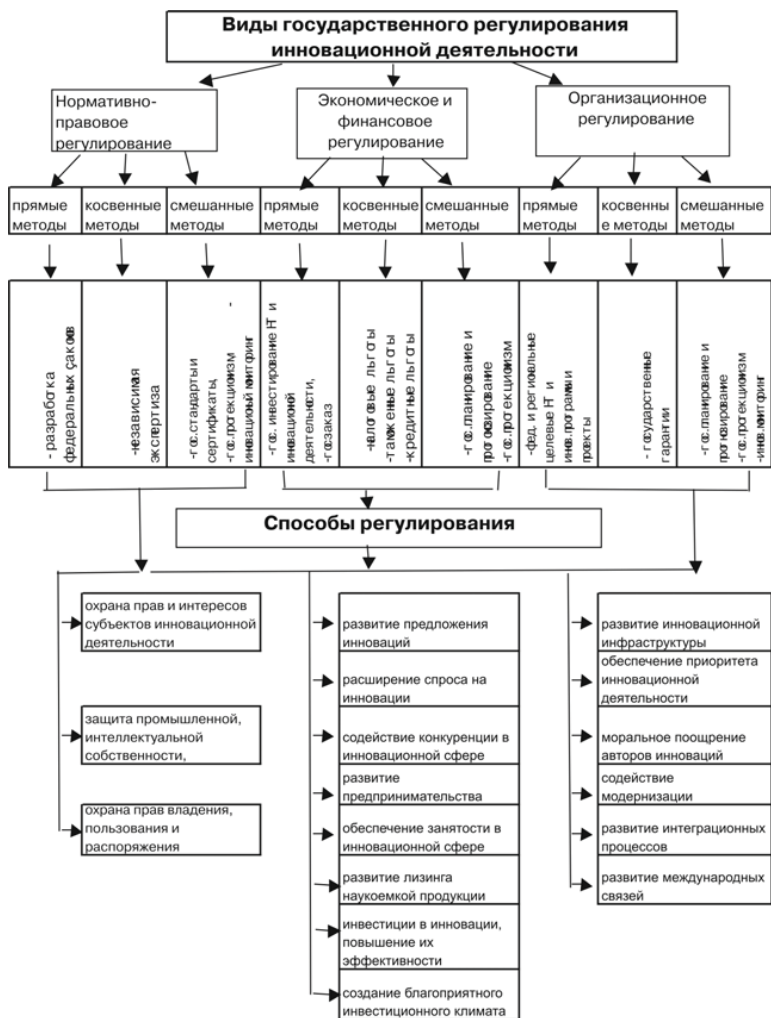 Виды государственного регулирования
инновационной деятельности
Нормативно-
правовое
регулирование
Экономическое и
финансовое
регулирование
Организационное
регулирование
прямые
методы
косвенные
методы
смешанные
методы
прямые
методы
косвенные
методы
смешанные
методы
прямые
методы
косвенны
е методы
смешанные
методы
- разработка
федеральных законов
-независимая
экспертиза
-гос.стандарты и
сертификаты,
-гос.протекционизм -
инновационный мониторинг
-гос. инвестирование НТ и
инновационной
деятельности,
-госзаказ
-налоговые льготы
-таможенные льготы
-кредитные льготы
-гос.планирование и
прогнозирование
-гос.протекционизм
-фед. и региональные
целевые НТ и
инов.программы и
проекты
- государственные
гарантии
-гос.планирование и
прогнозирование
-гос.протекционизм
-инов.мониторинг
Способы регулирования
охрана прав и интересов
субъектов инновационной
деятельности
защита промышленной,
интеллектуальной
собственности,
охрана прав владения,
пользования и
распоряжения
развитие предложения
инноваций
расширение спроса на
инновации
содействие конкуренции в
инновационной сфере
развитие
предпринимательства
обеспечение занятости в
инновационной сфере
развитие лизинга
наукоемкой продукции
инвестиции в инновации,
повышение их
эффективности
создание благоприятного
инвестиционного климата
развитие инновационной
инфраструктуры
обеспечение приоритета
инновационной
деятельности
моральное поощрение
авторов инноваций
содействие
модернизации
развитие интеграционных
процессов
развитие международных
связей